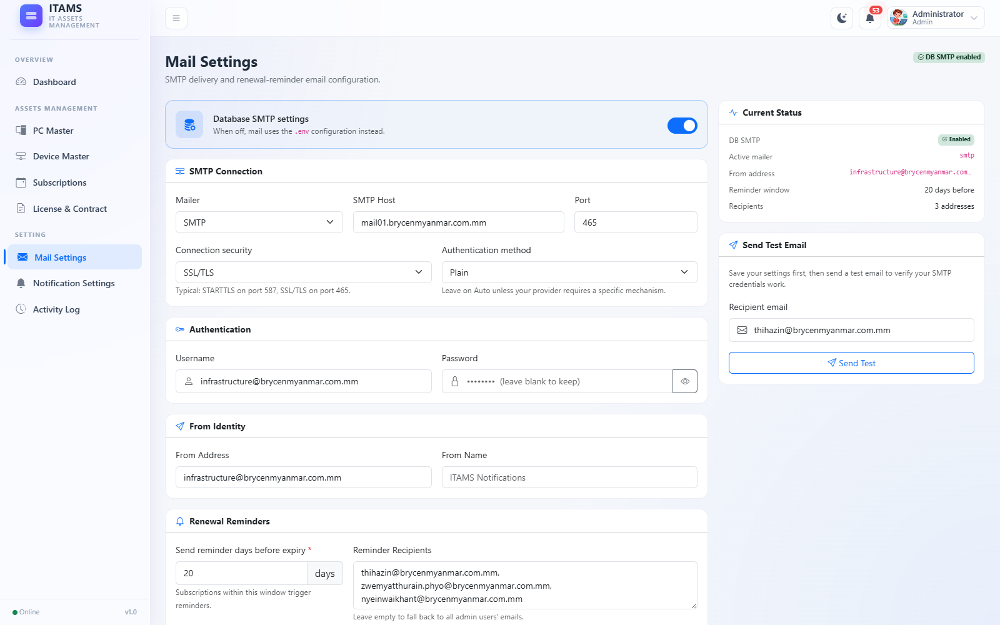 ITAMS
IT ASSETS
MANAGEMENT
OVERVIEW
Dashboard
ASSETS MANAGEMENT
PC Master
Device Master
Subscriptions
License & Contract
SETTING
Mail Settings
Notification Settings
Activity Log
Online
v1.0
53
Administrator
Admin
Mail Settings
SMTP delivery and renewal-reminder email configuration.
DB SMTP enabled
Database SMTP settings
When off, mail uses the .env configuration instead.
SMTP Connection
Mailer
SMTP Host
Port
SMTP
mail01.brycenmyanmar.com.mm
465
Connection security
Authentication method
SSL/TLS
Plain
Typical: STARTTLS on port 587, SSL/TLS on port 465.
Leave on Auto unless your provider requires a specific mechanism.
Authentication
Username
Password
infrastructure@brycenmyanmar.com.mm
•••••••• (leave blank to keep)
From Identity
From Address
From Name
infrastructure@brycenmyanmar.com.mm
ITAMS Notifications
Renewal Reminders
Send reminder days before expiry *
Reminder Recipients
20
days
thihazin@brycenmyanmar.com.mm,
zwemyatthurain.phyo@brycenmyanmar.com.mm,
nyeinwaikhant@brycenmyanmar.com.mm
Subscriptions within this window trigger
reminders.
Leave empty to fall back to all admin users' emails.
Current Status
DB SMTP
Enabled
Active mailer
smtp
From address
infrastructure@brycenmyanmar.com…
Reminder window
20 days before
Recipients
3 addresses
Send Test Email
Save your settings first, then send a test email to verify your SMTP
credentials work.
Recipient email
thihazin@brycenmyanmar.com.mm
Send Test